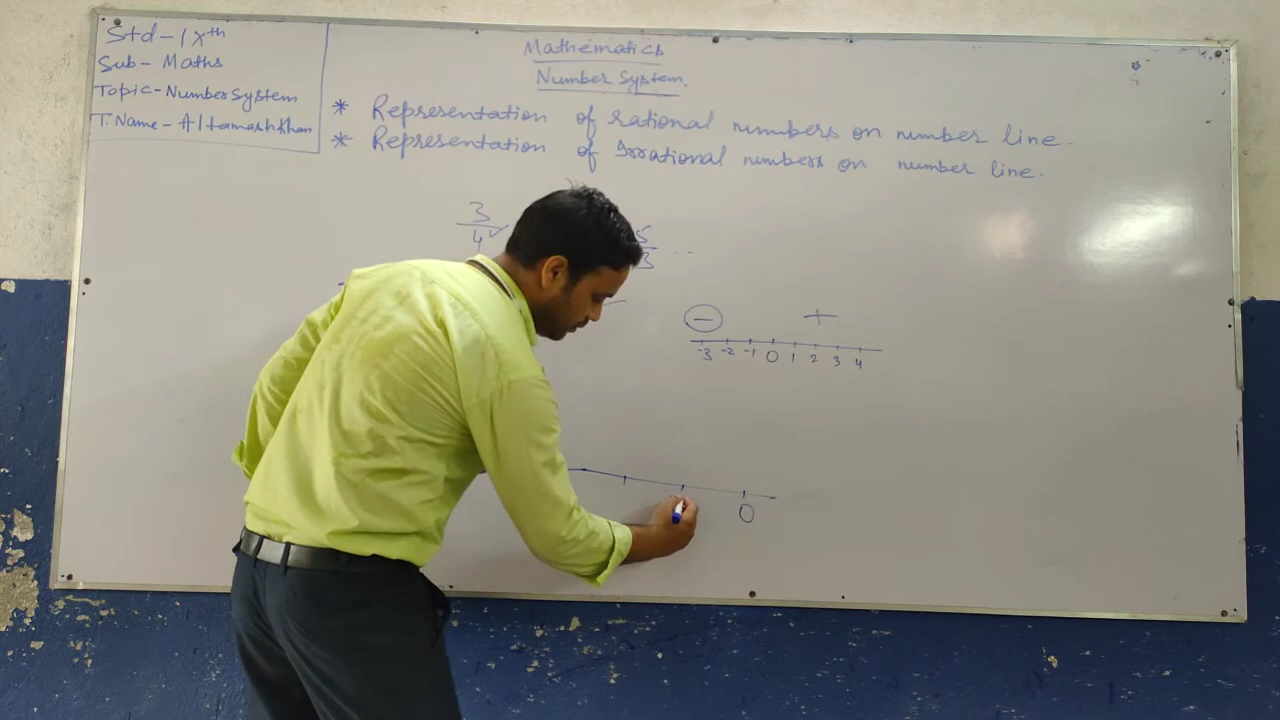 Std-IXth
Sub- Maths
Topic-Number System
T.Name- Altamash Khan
Mathematics
Number System.
* Representation of rational numbers on number line.
* Representation of Irrational numbers on number line.
3
4
5
3 ..
− +
-3 -2 -1 0 1 2 3 4
0